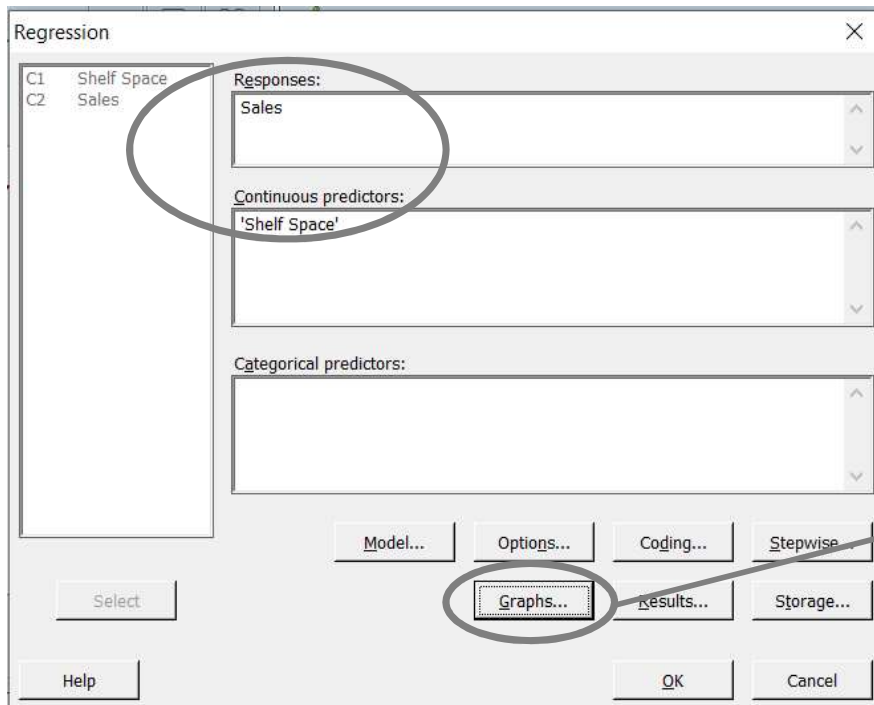 Regression
C1 Shelf Space
C2 Sales
Responses:
Sales
Continuous predictors:
'Shelf Space'
Categorical predictors:
Model... Options... Coding... Stepwise...
Select Graphs... Results... Storage...
Help OK Cancel